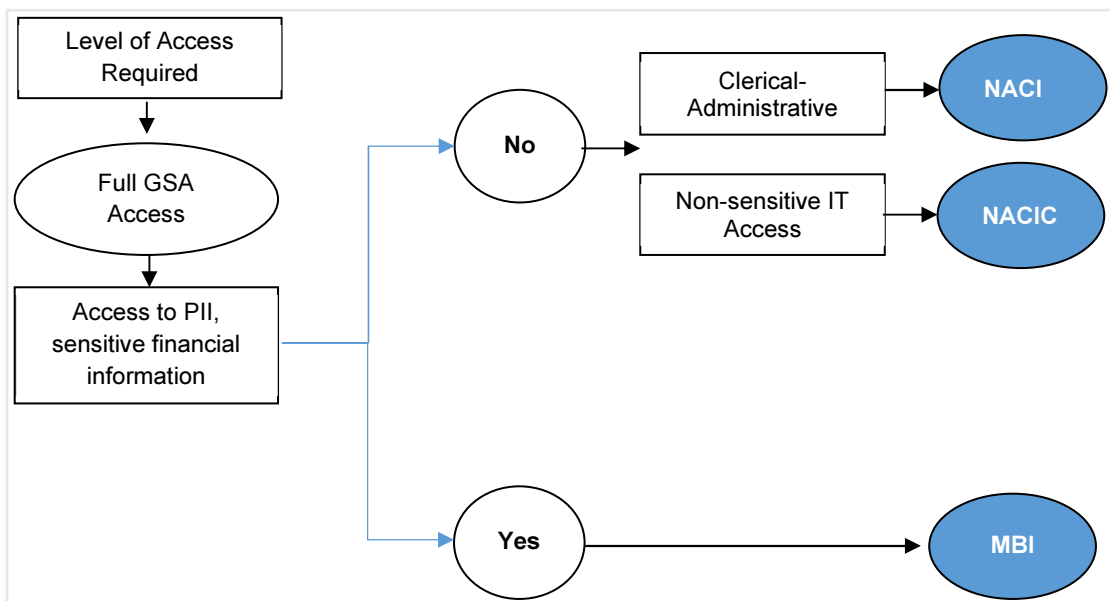 Level of Access
Required
Full GSA
Access
Access to PII,
sensitive financial
information
No
Clerical-
Administrative
NACI
Non-sensitive IT
Access
NACIC
Yes
MBI